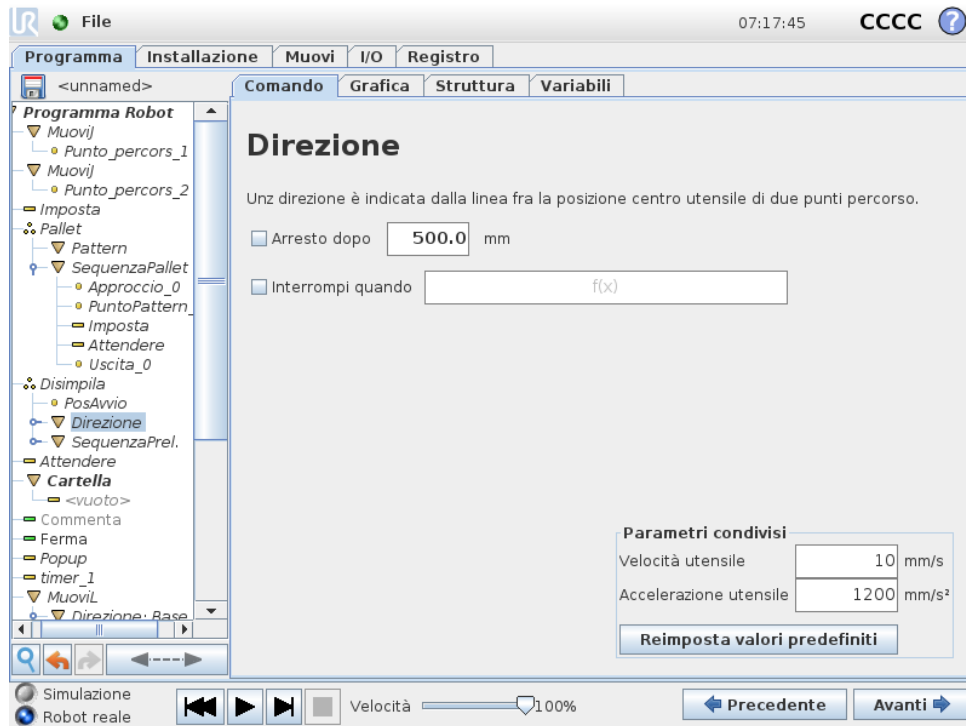 UR File 07:17:45 CCCC ?
Programma Installazione Muovi I/O Registro
<unnamed> Comando Grafica Struttura Variabili
Programma Robot
MuoviJ
Punto_percors_1
MuoviJ
Punto_percors_2
Imposta
Pallet
Pattern
SequenzaPallet
Approccio_0
PuntoPattern_
Imposta
Attendere
Uscita_0
Disimpila
PosAvvio
Direzione
SequenzaPrel.
Attendere
Cartella
<vuoto>
Commenta
Ferma
Popup
timer_1
MuoviL
Direzione: Base
Direzione
Unz direzione è indicata dalla linea fra la posizione centro utensile di due punti percorso.
Arresto dopo 500.0 mm
Interrompi quando f(x)
Parametri condivisi
Velocità utensile 10 mm/s
Accelerazione utensile 1200 mm/s²
Reimposta valori predefiniti
Simulazione
Robot reale
Velocità 100%
Precedente Avanti